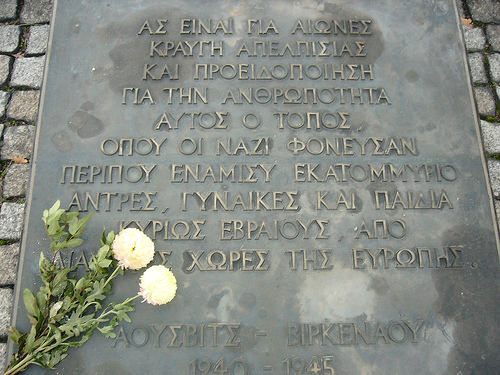 ΑΣ ΕΙΝΑΙ ΓΙΑ ΑΙΩΝΕΣ
ΚΡΑΥΓΗ ΑΠΕΛΠΙΣΙΑΣ
ΚΑΙ ΠΡΟΕΙΔΟΠΟΙΗΣΗ
ΓΙΑ ΤΗΝ ΑΝΘΡΩΠΟΤΗΤΑ
ΑΥΤΟΣ Ο ΤΟΠΟΣ,
ΟΠΟΥ ΟΙ ΝΑΖΙ ΦΟΝΕΥΣΑΝ
ΠΕΡΙΠΟΥ ΕΝΑΜΙΣΥ ΕΚΑΤΟΜΜΥΡΙΟ
ΑΝΤΡΕΣ, ΓΥΝΑΙΚΕΣ ΚΑΙ ΠΑΙΔΙΑ
ΚΥΡΙΩΣ ΕΒΡΑΙΟΥΣ, ΑΠΟ
ΧΩΡΕΣ ΤΗΣ ΕΥΡΩΠΗΣ.
ΑΟΥΣΒΙΤΣ - ΒΙΡΚΕΝΑΟΥ
1940 - 1945